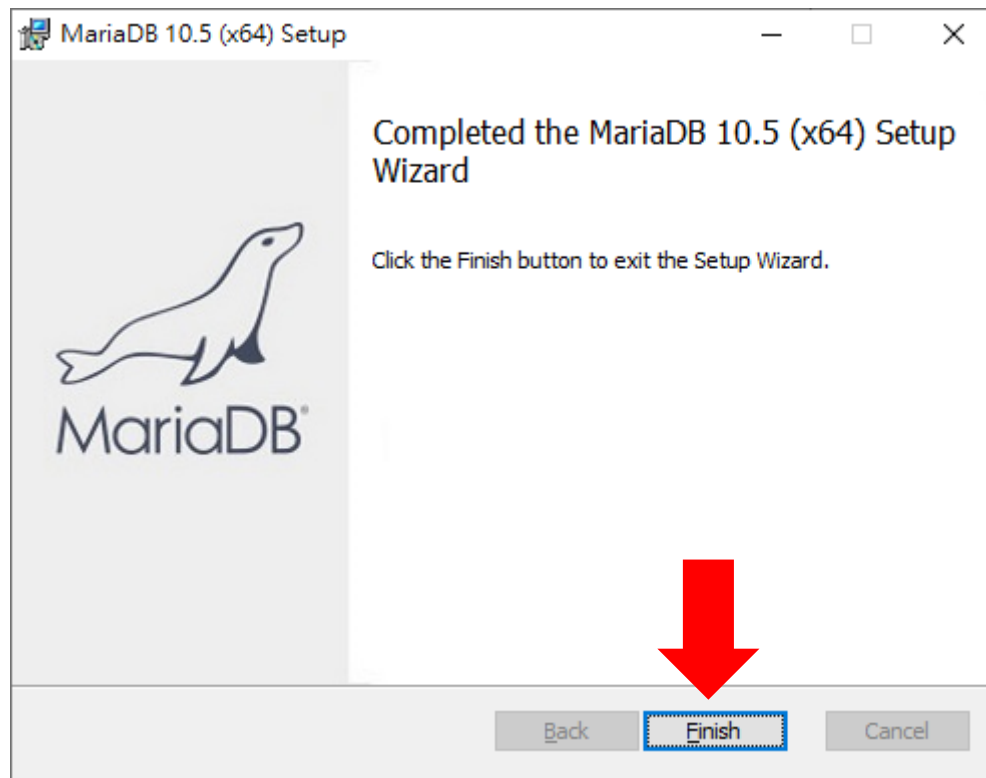 MariaDB 10.5 (x64) Setup
Completed the MariaDB 10.5 (x64) Setup
Wizard
Click the Finish button to exit the Setup Wizard.
MariaDB®
Back
Finish
Cancel